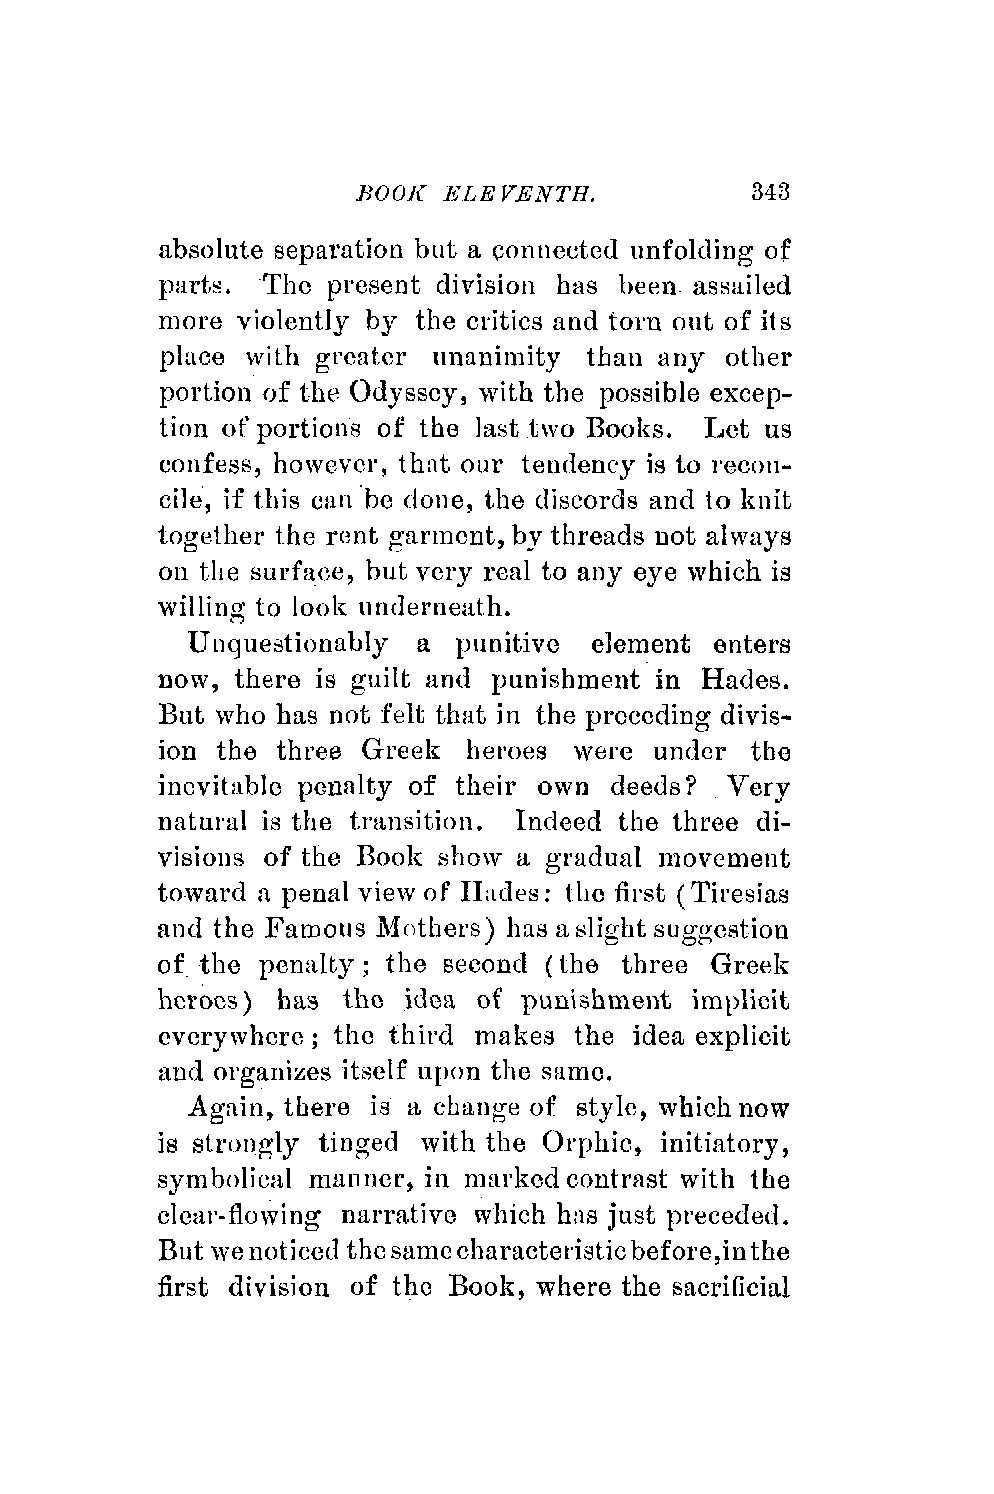 BOOK ELEVENTH. 343
absolute separation but a connected unfolding of
parts. The present division has been assailed
more violently by the critics and torn out of its
place with greater unanimity than any other
portion of the Odyssey, with the possible excep-
tion of portions of the last two Books. Let us
confess, however, that our tendency is to recon-
cile, if this can be done, the discords and to knit
together the rent garment, by threads not always
on the surface, but very real to any eye which is
willing to look underneath.
Unquestionably a punitive element enters
now, there is guilt and punishment in Hades.
But who has not felt that in the preceding divis-
ion the three Greek heroes were under the
inevitable penalty of their own deeds? Very
natural is the transition. Indeed the three di-
visions of the Book show a gradual movement
toward a penal view of Hades: the first (Tiresias
and the Famous Mothers) has a slight suggestion
of the penalty; the second (the three Greek
heroes) has the idea of punishment implicit
everywhere; the third makes the idea explicit
and organizes itself upon the same.
Again, there is a change of style, which now
is strongly tinged with the Orphic, initiatory,
symbolical manner, in marked contrast with the
clear-flowing narrative which has just preceded.
But we noticed the same characteristic before, in the
first division of the Book, where the sacrificial